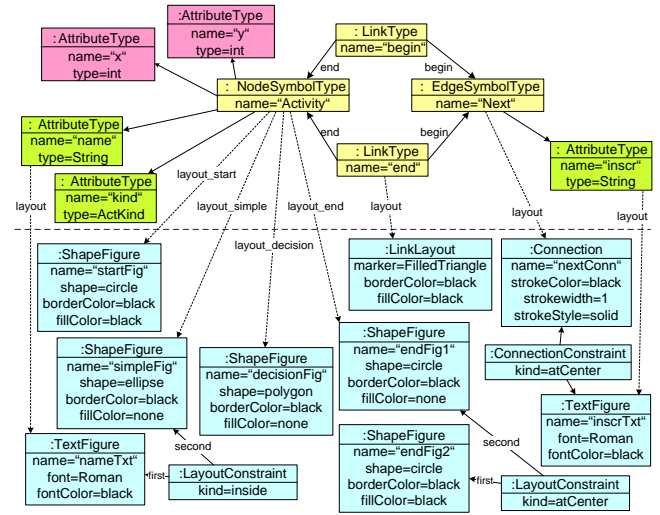 :AttributeType
name="y"
type=int
:AttributeType
name="x"
type=int
: LinkType
name="begin"
end
begin
: NodeSymbolType
name="Activity"
: EdgeSymbolType
name="Next"
end
begin
: AttributeType
name="name"
type=String
: LinkType
name="end"
: AttributeType
name="inscr"
type=String
: AttributeType
name="kind"
type=ActKind
layout_start
layout
layout_simple
layout_end
layout
layout
layout
layout_decision
:ShapeFigure
name="startFig"
shape=circle
borderColor=black
fillColor=black
:LinkLayout
marker=FilledTriangle
borderColor=black
fillColor=black
:Connection
name="nextConn"
strokeColor=black
strokewidth=1
strokeStyle=solid
:ShapeFigure
name="simpleFig"
shape=ellipse
borderColor=black
fillColor=none
:ShapeFigure
name="decisionFig"
shape=polygon
borderColor=black
fillColor=none
:ShapeFigure
name="endFig1"
shape=circle
borderColor=black
fillColor=none
:ConnectionConstraint
kind=atCenter
:TextFigure
name="inscrTxt"
font=Roman
fontColor=black
:TextFigure
name="nameTxt"
font=Roman
fontColor=black
second
first
:LayoutConstraint
kind=inside
:ShapeFigure
name="endFig2"
shape=circle
borderColor=black
fillColor=black
second
first
:LayoutConstraint
kind=atCenter